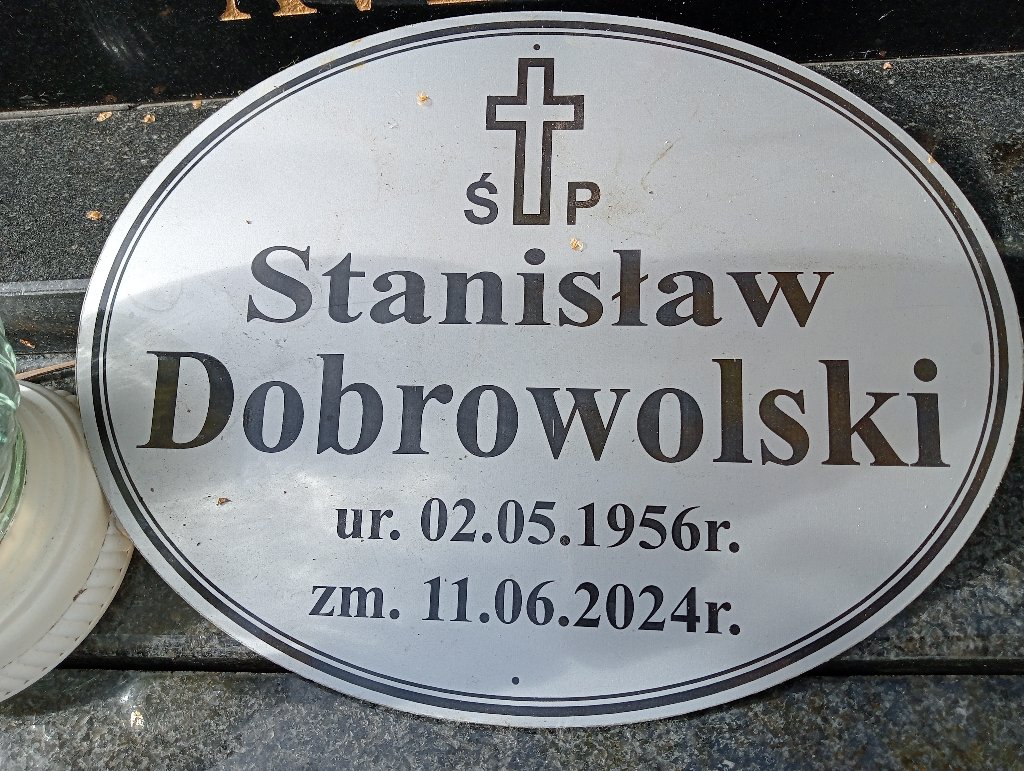 Ś P
Stanisław
Dobrowolski
ur. 02.05.1956r.
zm. 11.06.2024r.